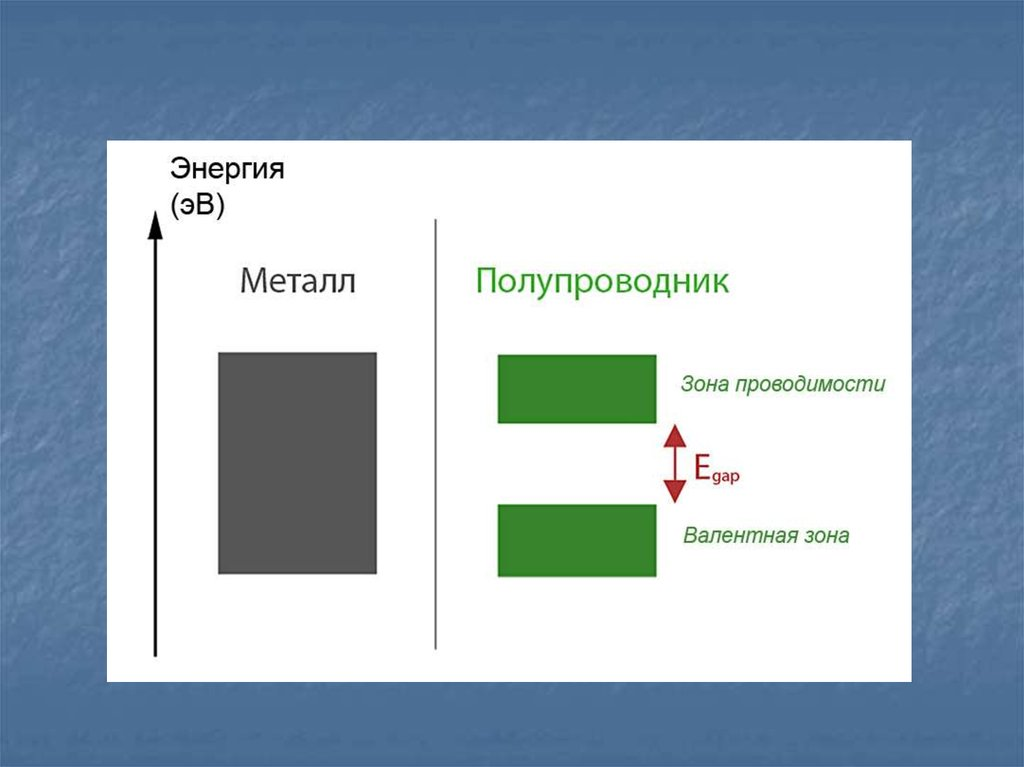 Энергия
(эВ)
Металл
Полупроводник
Зона проводимости
Egap
Валентная зона